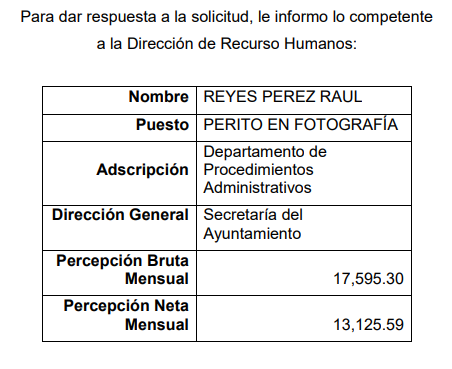 Para dar respuesta a la solicitud, le informo lo competente
a la Dirección de Recurso Humanos:
Nombre REYES PEREZ RAUL
Puesto PERITO EN FOTOGRAFÍA
Adscripción Departamento de
Procedimientos
Administrativos
Dirección General Secretaría del
Ayuntamiento
Percepción Bruta
Mensual 17,595.30
Percepción Neta
Mensual 13,125.59